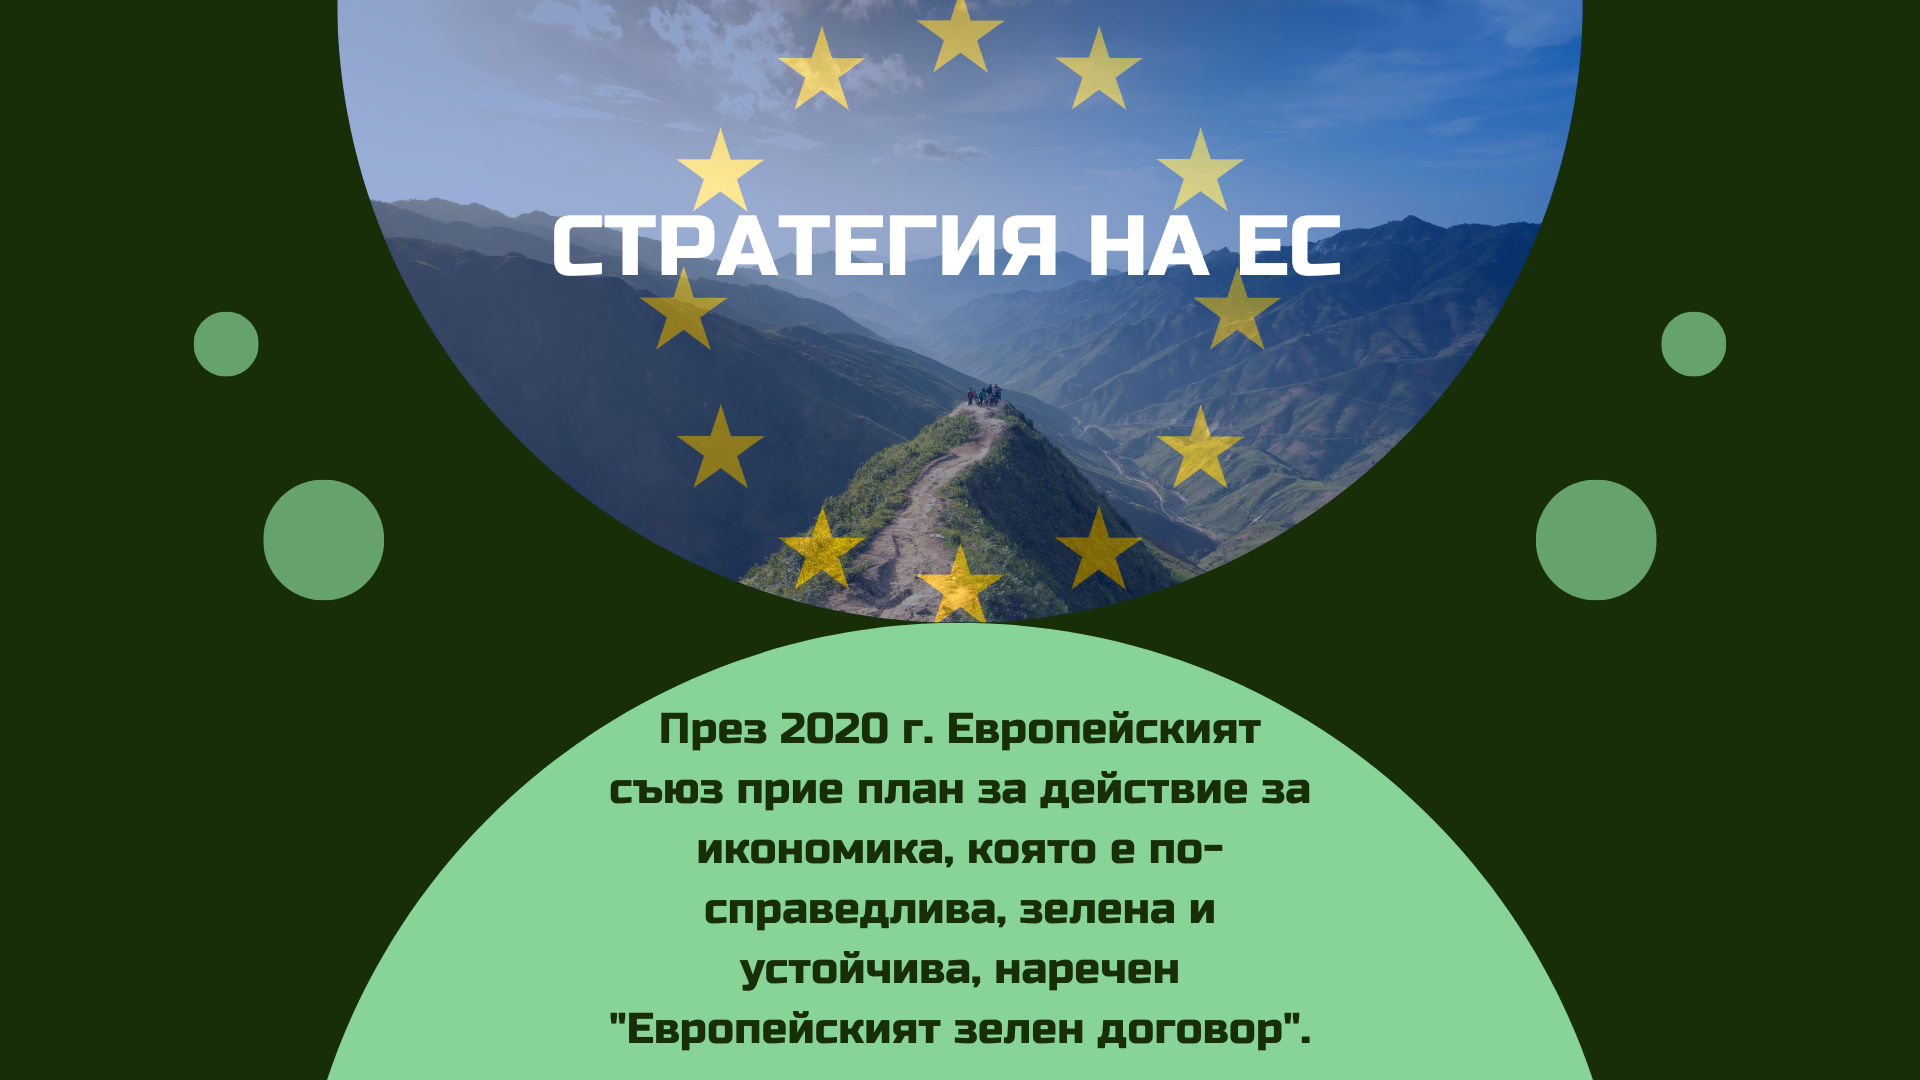 СТРАТЕГИЯ НА ЕС
През 2020 г. Европейският
съюз прие план за действие за
икономика, която е по-
справедлива, зелена и
устойчива, наречен
"Европейският зелен договор".